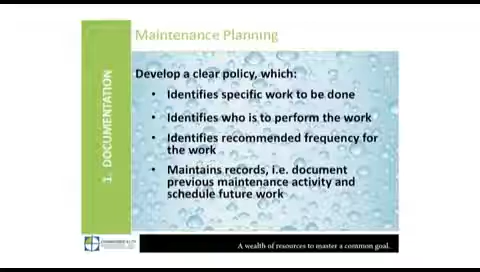 Maintenance Planning
1. DOCUMENTATION
Develop a clear policy, which:
• Identifies specific work to be done
• Identifies who is to perform the work
• Identifies recommended frequency for
the work
• Maintains records, i.e. document
previous maintenance activity and
schedule future work
A wealth of resources to master a common goal.